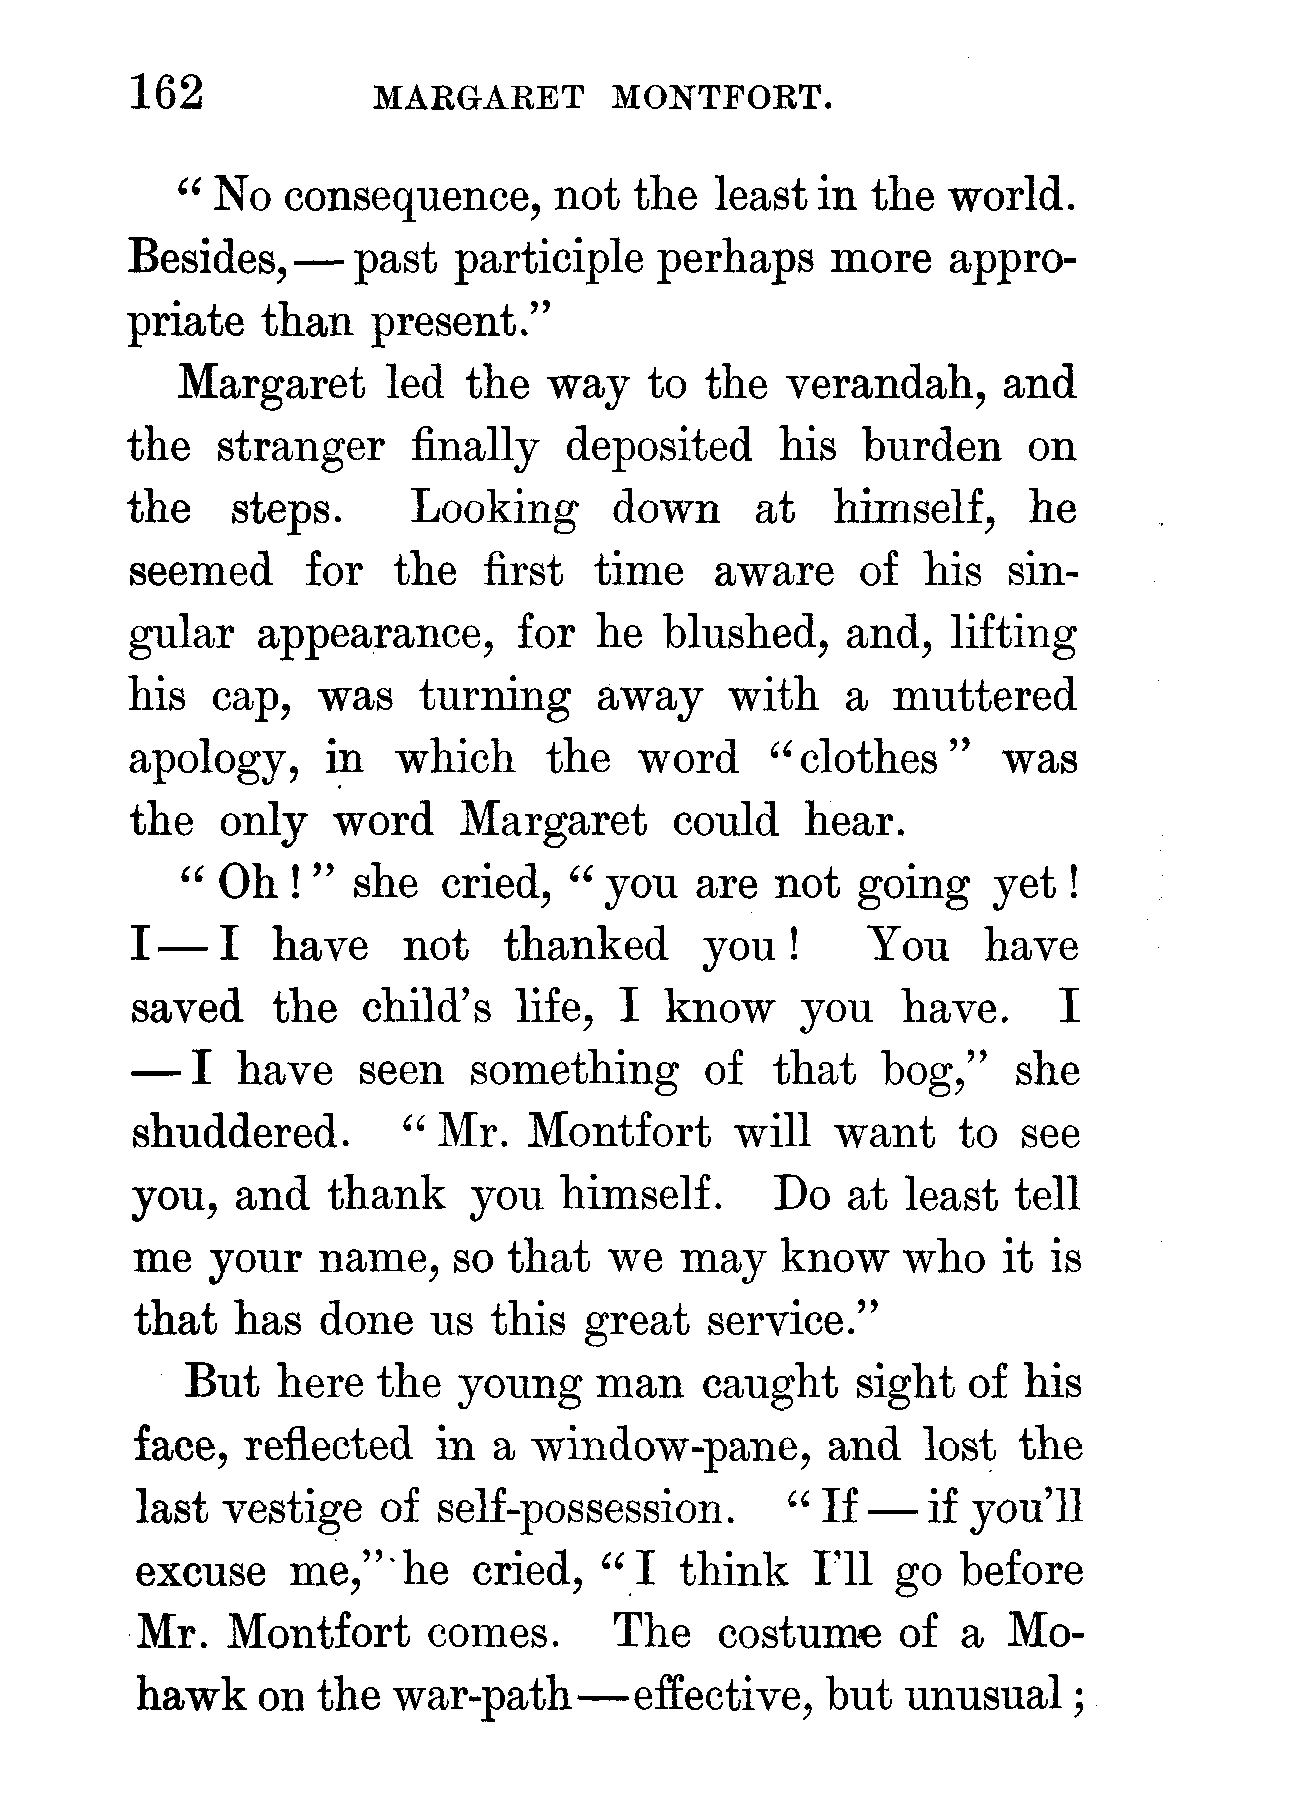 162 MARGARET MONTFORT.
“ No consequence, not the least in the world.
Besides, — past participle perhaps more appro-
priate than present.”
Margaret led the way to the verandah, and
the stranger finally deposited his burden on
the steps. Looking down at himself, he
seemed for the first time aware of his sin-
gular appearance, for he blushed, and, lifting
his cap, was turning away with a muttered
apology, in which the word “clothes” was
the only word Margaret could hear.
“ Oh ! ” she cried, “ you are not going yet !
I — I have not thanked you ! You have
saved the child’s life, I know you have. I
— I have seen something of that bog,” she
shuddered. “ Mr. Montfort will want to see
you, and thank you himself. Do at least tell
me your name, so that we may know who it is
that has done us this great service.”
But here the young man caught sight of his
face, reflected in a window-pane, and lost the
last vestige of self-possession. “ If — if you’ll
excuse me,” he cried, “ I think I’ll go before
Mr. Montfort comes. The costume of a Mo-
hawk on the war-path — effective, but unusual ;